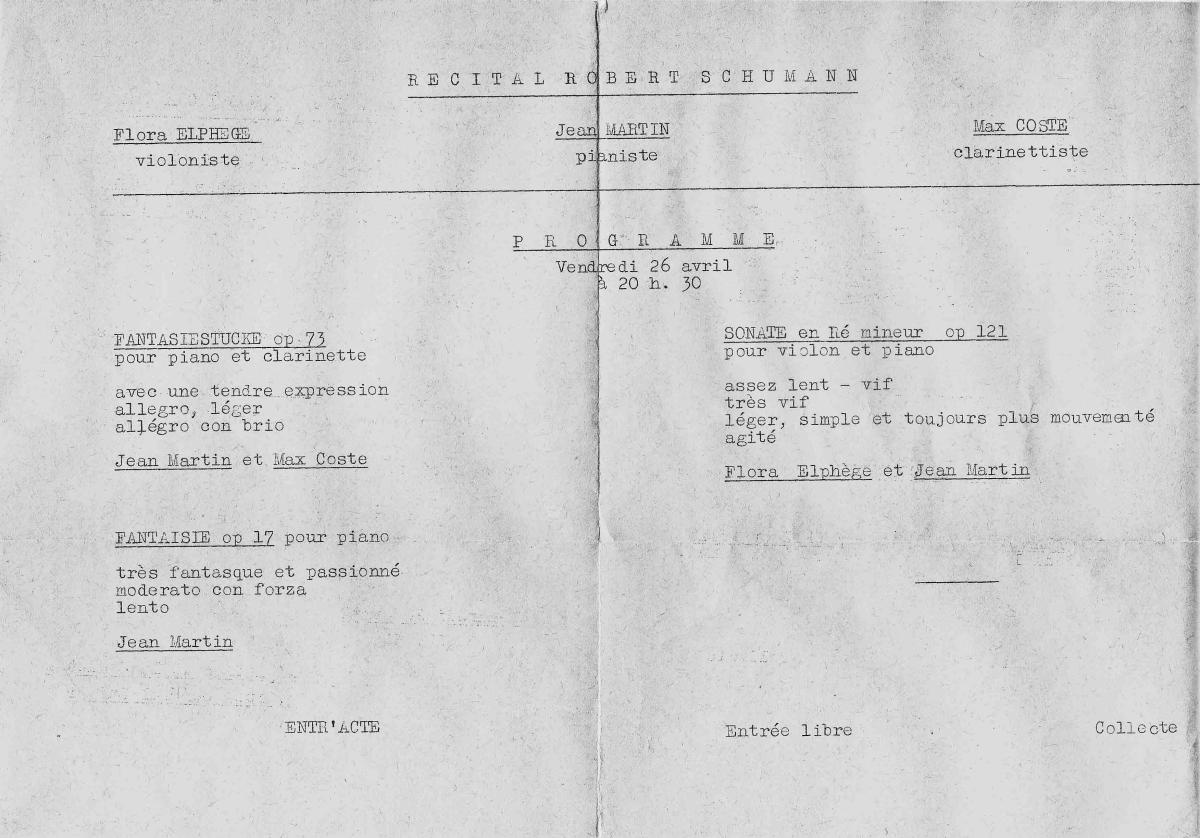 RECITAL ROBERT SCHUMANN
Flora ELPHEGE
violoniste
Jean MARTIN
pianiste
Max COSTE
clarinettiste
PROGRAMME
Vendredi 26 avril
à 20 h. 30
FANTASIESTUCKE op 73
pour piano et clarinette
avec une tendre expression
allegro, léger
allégro con brio
Jean Martin et Max Coste
FANTAISIE op 17 pour piano
très fantasque et passionné
moderato con forza
lento
Jean Martin
ENTR'ACTE
SONATE en Ré mineur op 121
pour violon et piano
assez lent - vif
très vif
léger, simple et toujours plus mouvementé
agité
Flora Elphège et Jean Martin
Entrée libre
Collecte